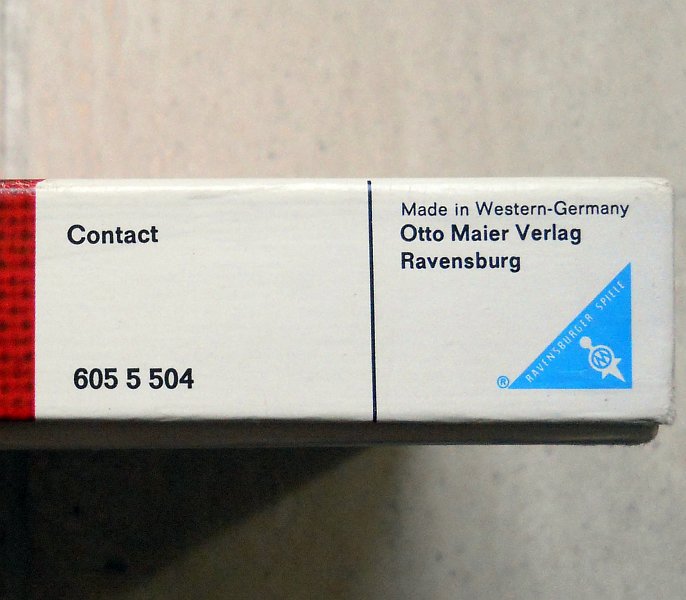 Contact
605 5 504
Made in Western-Germany
Otto Maier Verlag
Ravensburg
RAVENSBURGER SPIELE
®